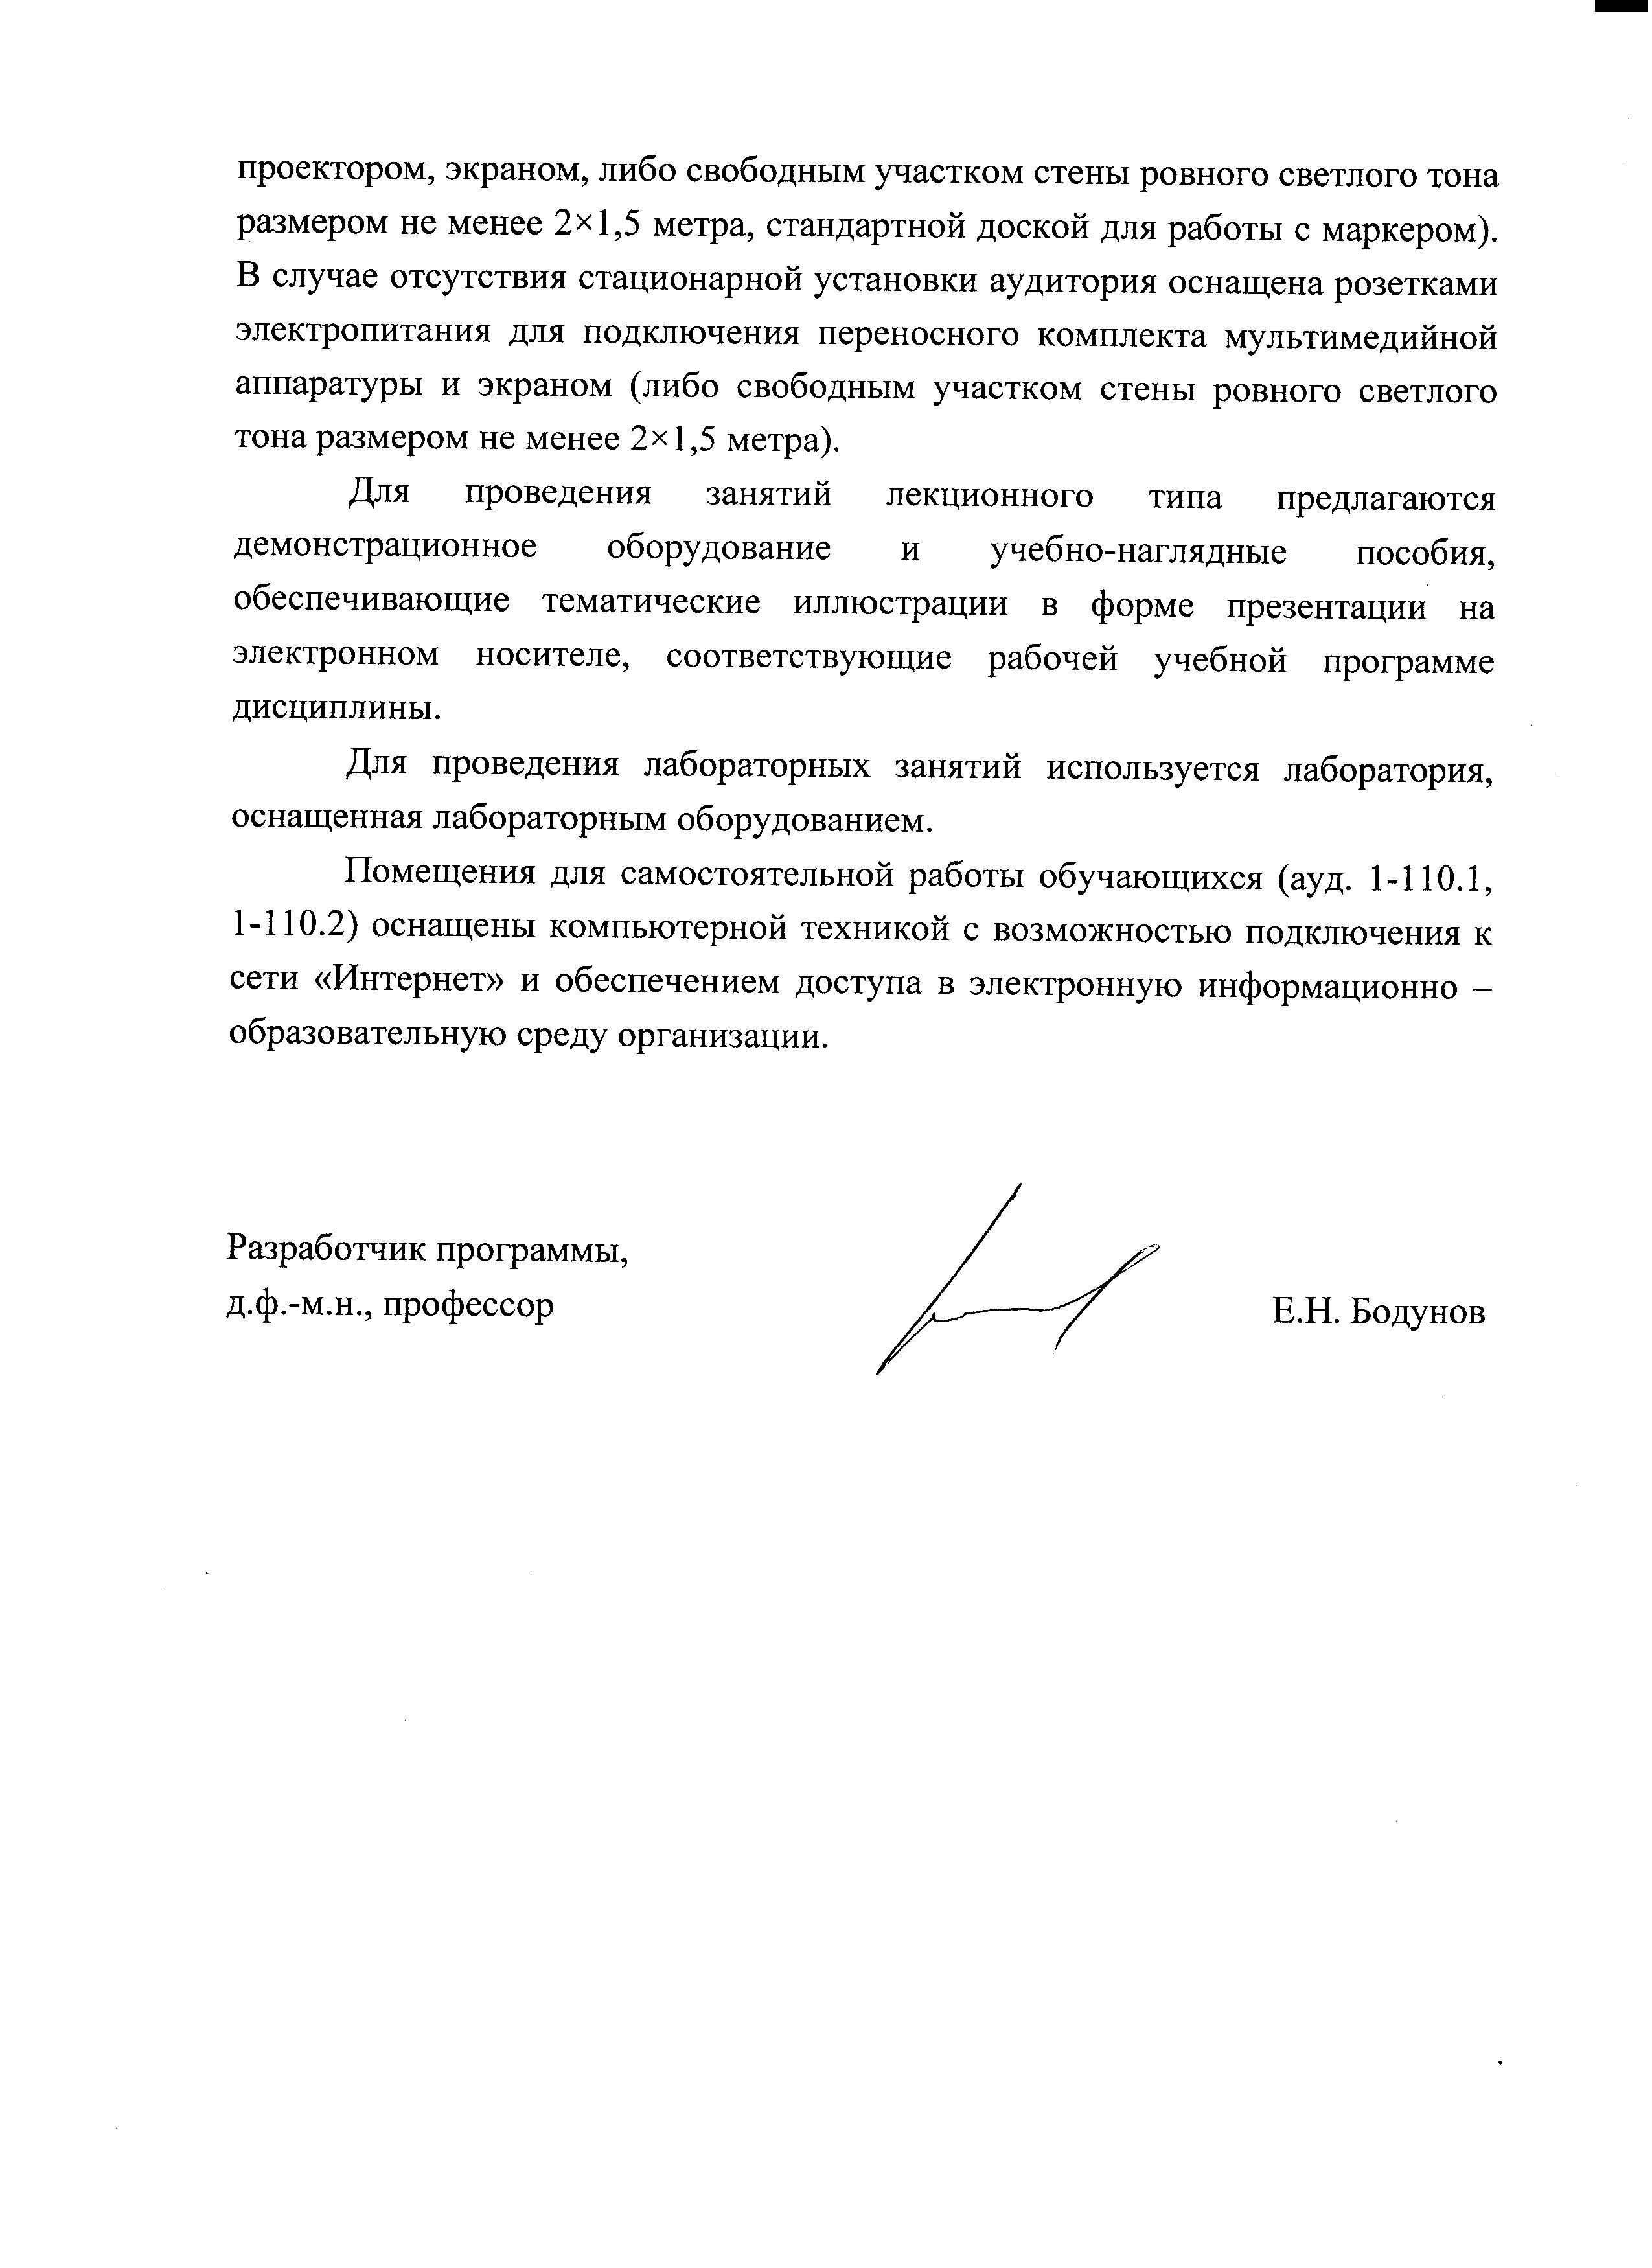 проектором, экраном, либо свободным участком стены ровного светлого тона
размером не менее 2×1,5 метра, стандартной доской для работы с маркером).
В случае отсутствия стационарной установки аудитория оснащена розетками
электропитания для подключения переносного комплекта мультимедийной
аппаратуры и экраном (либо свободным участком стены ровного светлого
тона размером не менее 2×1,5 метра).
Для проведения занятий лекционного типа предлагаются
демонстрационное оборудование и учебно-наглядные пособия,
обеспечивающие тематические иллюстрации в форме презентации на
электронном носителе, соответствующие рабочей учебной программе
дисциплины.
Для проведения лабораторных занятий используется лаборатория,
оснащенная лабораторным оборудованием.
Помещения для самостоятельной работы обучающихся (ауд. 1-110.1,
1-110.2) оснащены компьютерной техникой с возможностью подключения к
сети «Интернет» и обеспечением доступа в электронную информационно –
образовательную среду организации.
Разработчик программы,
д.ф.-м.н., профессор Е.Н. Бодунов